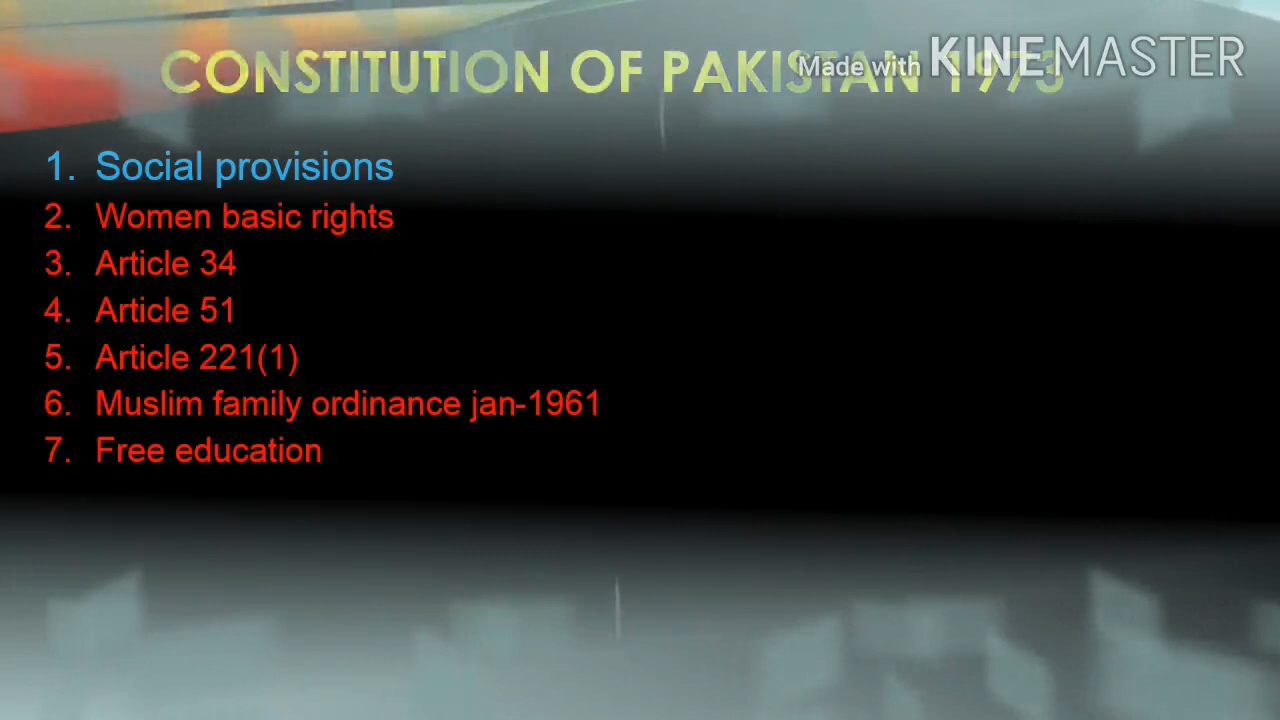 CONSTITUTION OF PAKISTAN 1973
Made with KINEMASTER
1. Social provisions
2. Women basic rights
3. Article 34
4. Article 51
5. Article 221(1)
6. Muslim family ordinance jan-1961
7. Free education